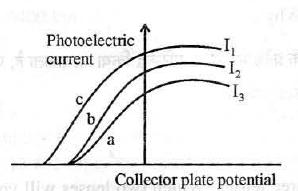 Photoelectric
current
I₁
I₂
I₃
c
b
a
Collector plate potential